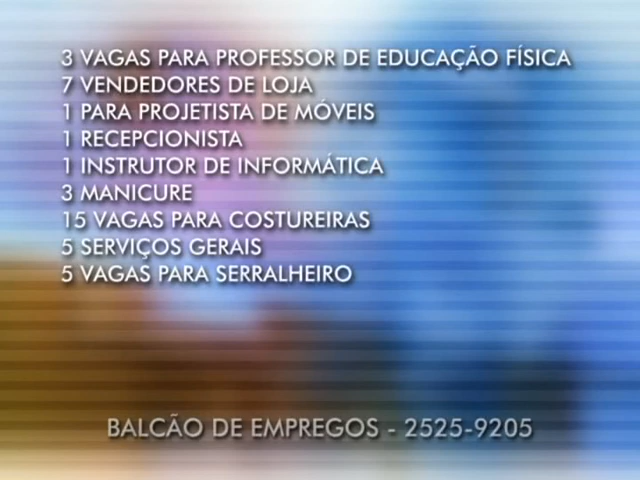 3 VAGAS PARA PROFESSOR DE EDUCAÇÃO FÍSICA
7 VENDEDORES DE LOJA
1 PARA PROJETISTA DE MÓVEIS
1 RECEPCIONISTA
1 INSTRUTOR DE INFORMÁTICA
3 MANICURE
15 VAGAS PARA COSTUREIRAS
5 SERVIÇOS GERAIS
5 VAGAS PARA SERRALHEIRO
BALCÃO DE EMPREGOS - 2525-9205